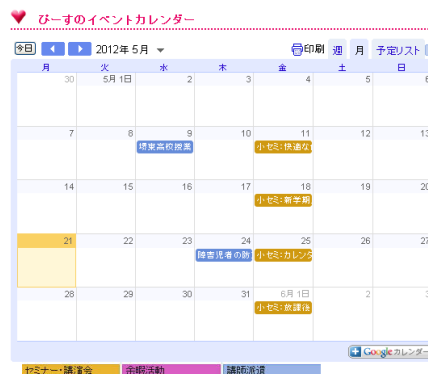 ぴーすのイベントカレンダー
今日 2012年 5月 印刷 週 月 予定リスト
月 火 水 木 金 土 日
30 5月 1日 2 3 4 5
7 8 9 10 11 12 13
堺東高校授業 小セミ:快適な
14 15 16 17 18 19 20
小セミ:新学期
21 22 23 24 25 26 27
障害児者の防 小セミ:カレンダ
28 29 30 31 6月 1日 2
小セミ:放課後
Google カレンダー
セミナー・講演会 余暇活動 講師派遣